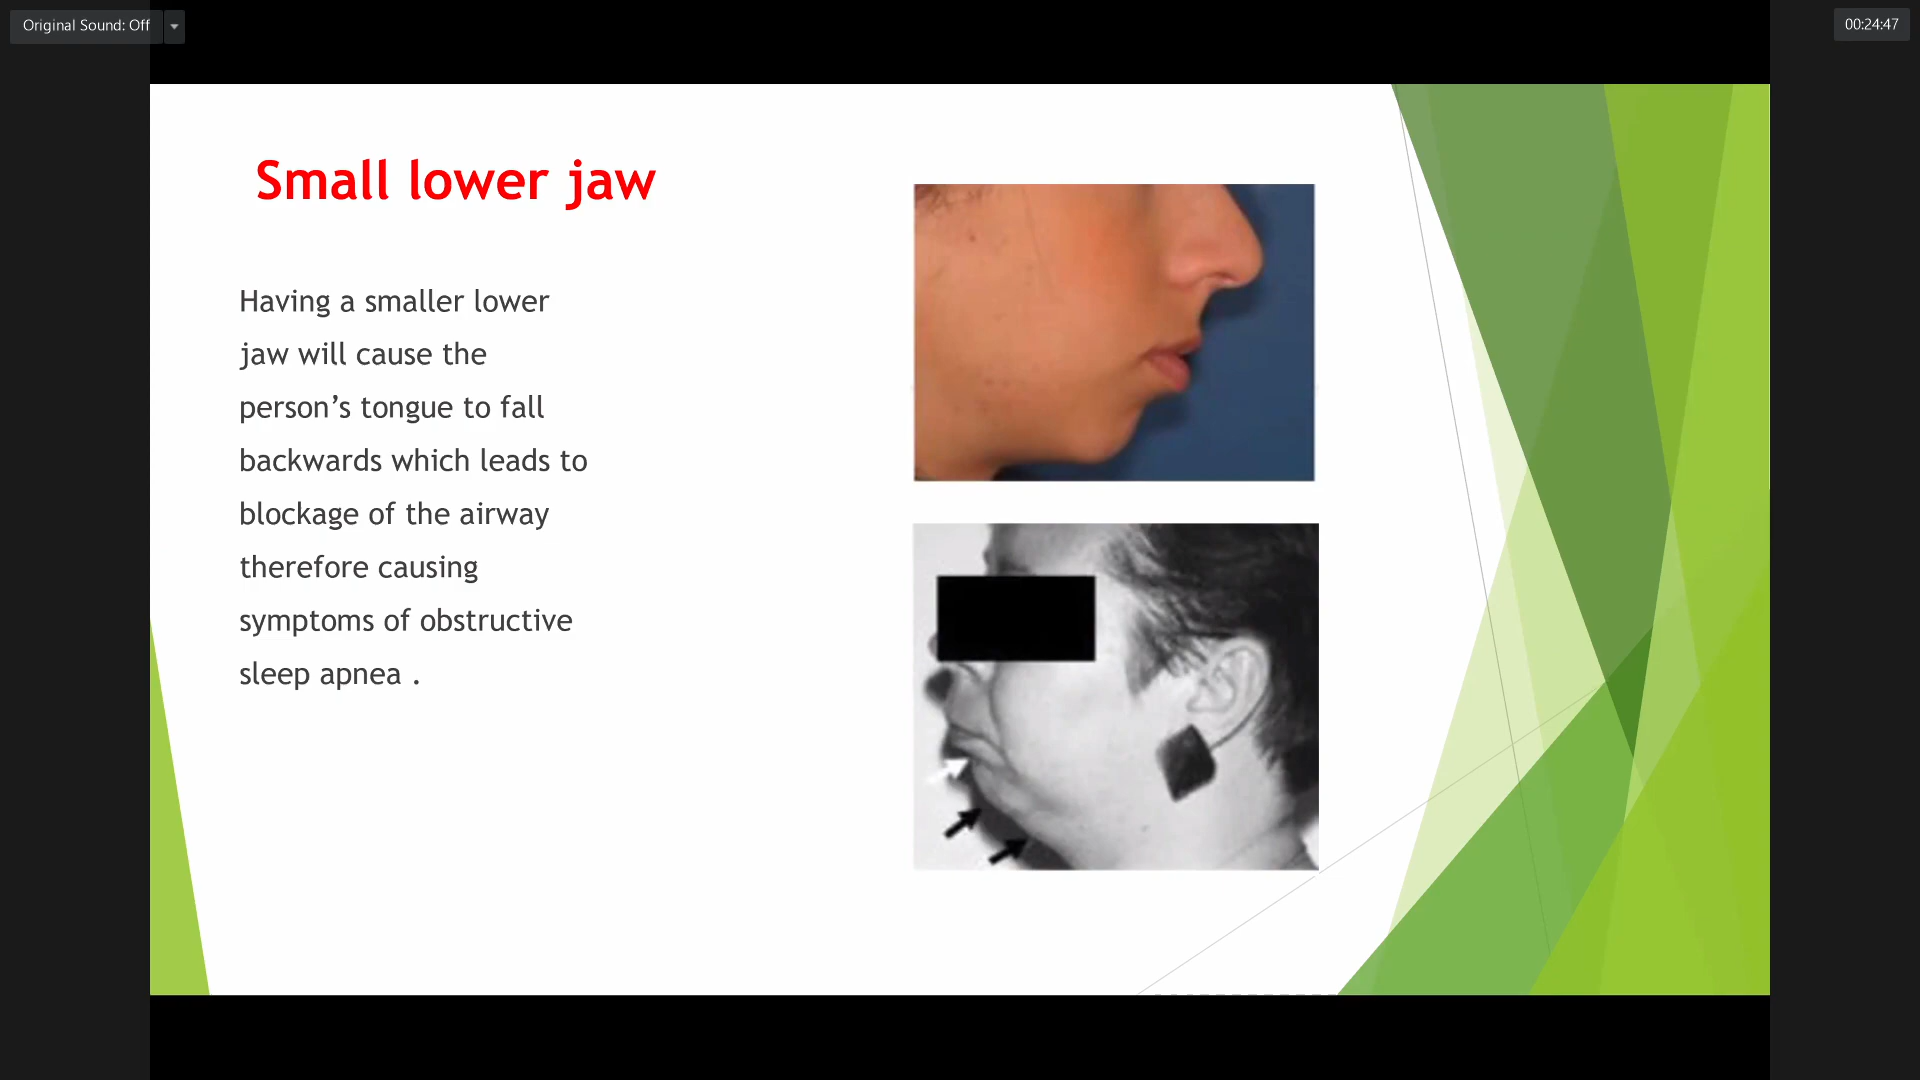 Original Sound: Off
00:24:47
Small lower jaw
Having a smaller lower
jaw will cause the
person’s tongue to fall
backwards which leads to
blockage of the airway
therefore causing
symptoms of obstructive
sleep apnea .